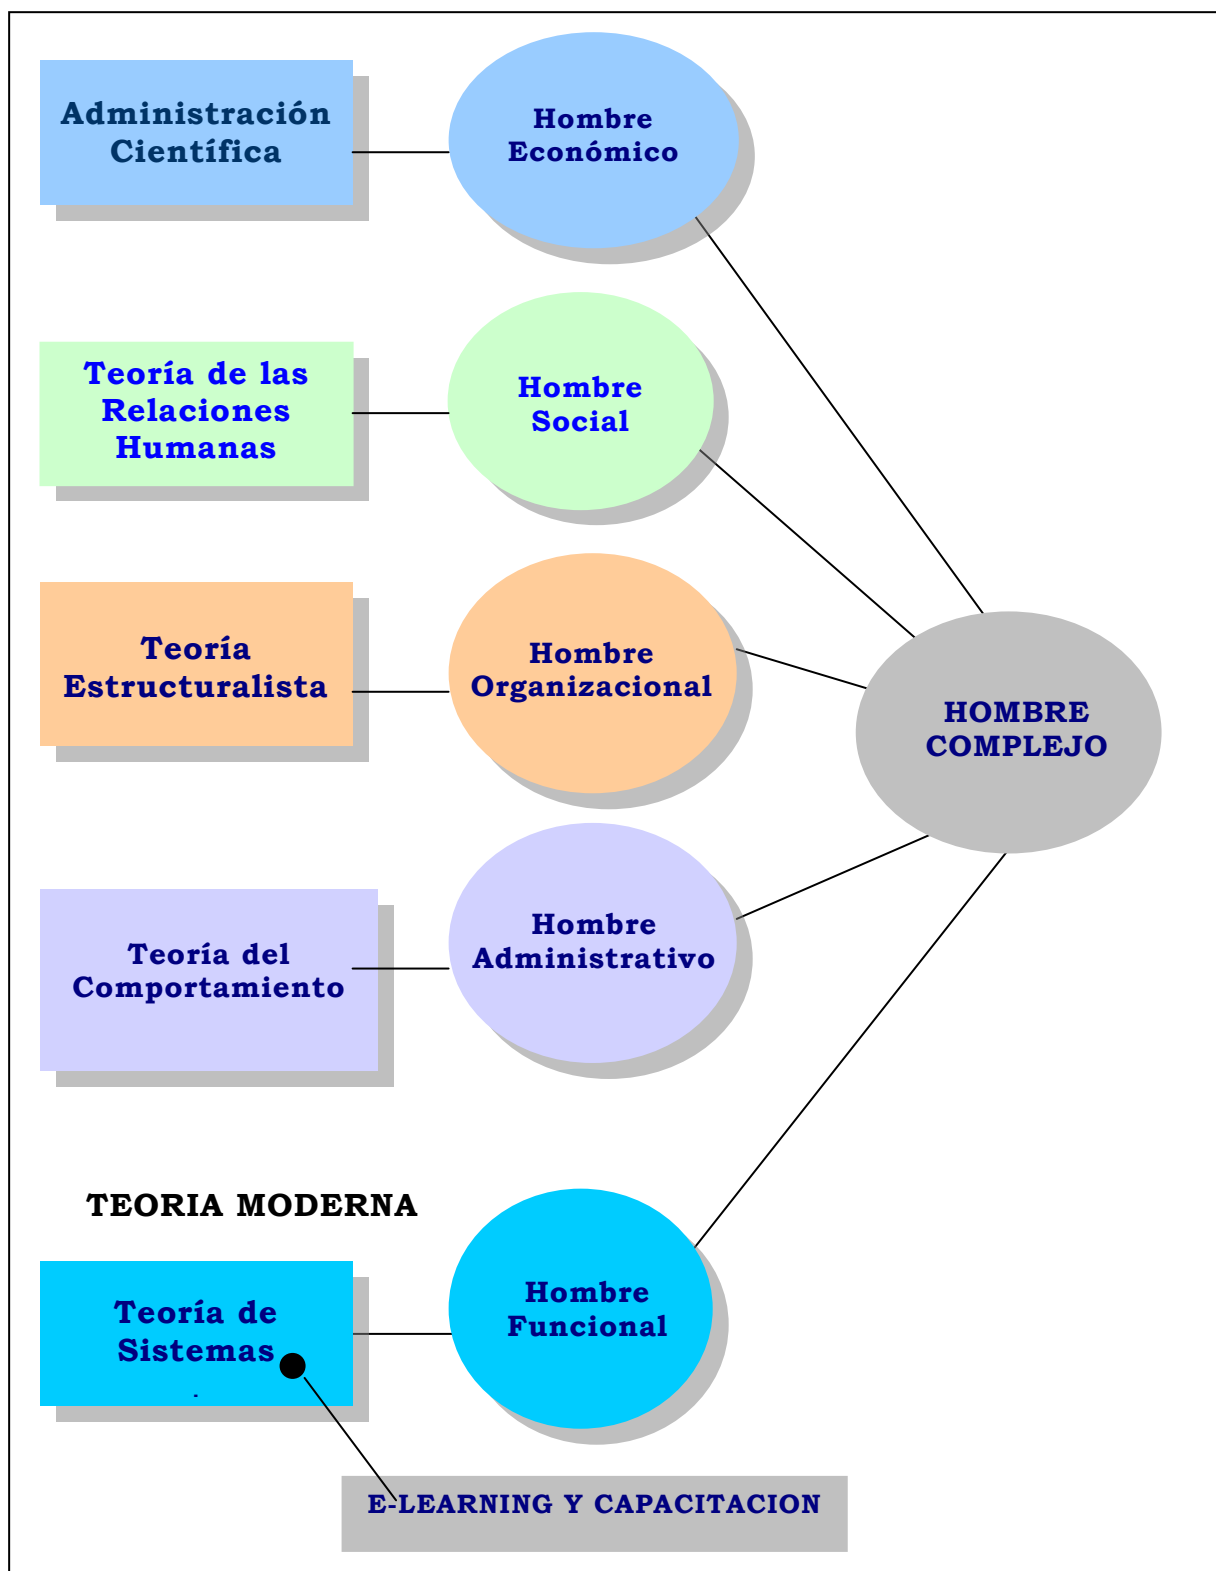 Administración
Científica
Hombre
Económico
Teoría de las
Relaciones
Humanas
Hombre
Social
Teoría
Estructuralista
Hombre
Organizacional
HOMBRE
COMPLEJO
Teoría del
Comportamiento
Hombre
Administrativo
TEORIA MODERNA
Teoría de
Sistemas
.
Hombre
Funcional
E-LEARNING Y CAPACITACION